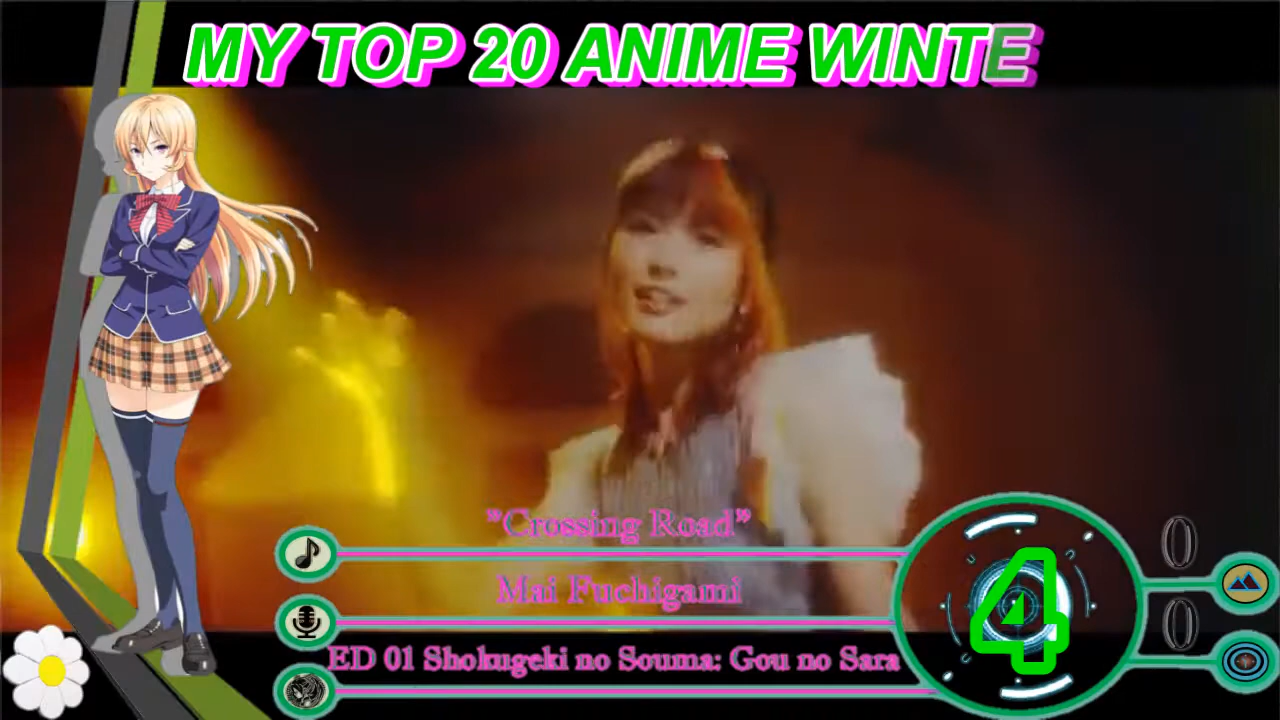 MY TOP 20 ANIME WINTE
"Crossing Road"
Mai Fuchigami
ED 01 Shokugeki no Souma: Gou no Sara
4
0
0